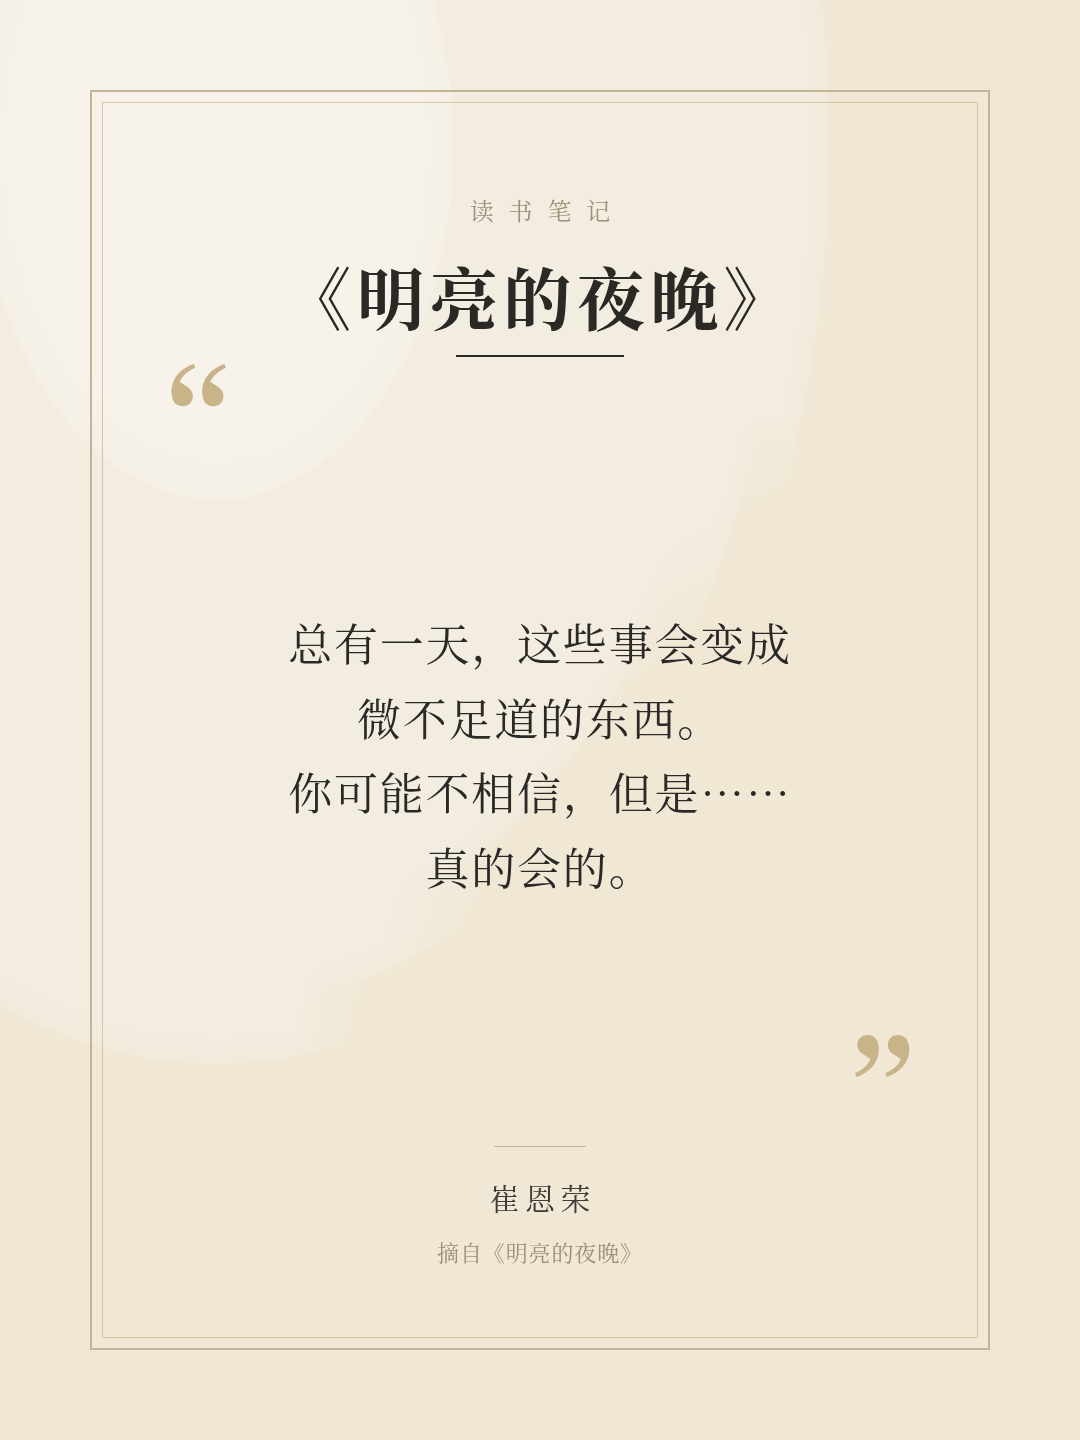 读书笔记
《明亮的夜晚》
“
总有一天，这些事会变成
微不足道的东西。
你可能不相信，但是……
真的会的。
”
崔恩荣
摘自《明亮的夜晚》